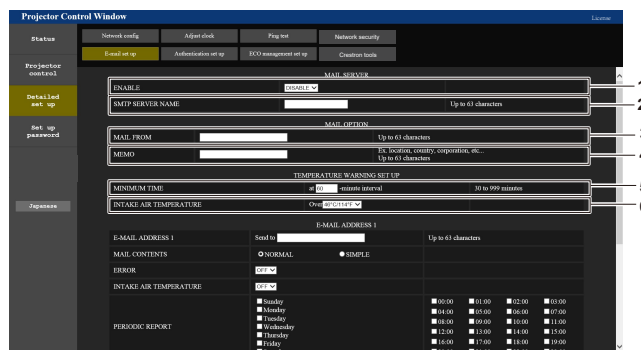 Projector Control Window
License
Status
Network config
Adjust clock
Ping test
Network security
E-mail set up
Authentication set up
ECO management set up
Crestron tools
Projector control
Detailed set up
Set up password
Japanese
MAIL SERVER
ENABLE DISABLE
SMTP SERVER NAME Up to 63 characters
MAIL OPTION
MAIL FROM Up to 63 characters
MEMO Ex. location, country, corporation, etc...
Up to 63 characters
TEMPERATURE WARNING SET UP
MINIMUM TIME at 60 -minute interval 30 to 999 minutes
INTAKE AIR TEMPERATURE Over 46°C/114°F
E-MAIL ADDRESS 1
E-MAIL ADDRESS 1 Send to Up to 63 characters
MAIL CONTENTS NORMAL SIMPLE
ERROR OFF
INTAKE AIR TEMPERATURE OFF
PERIODIC REPORT
Sunday
Monday
Tuesday
Wednesday
Thursday
Friday
00:00 01:00 02:00 03:00
04:00 05:00 06:00 07:00
08:00 09:00 10:00 11:00
12:00 13:00 14:00 15:00
16:00 17:00 18:00 19:00